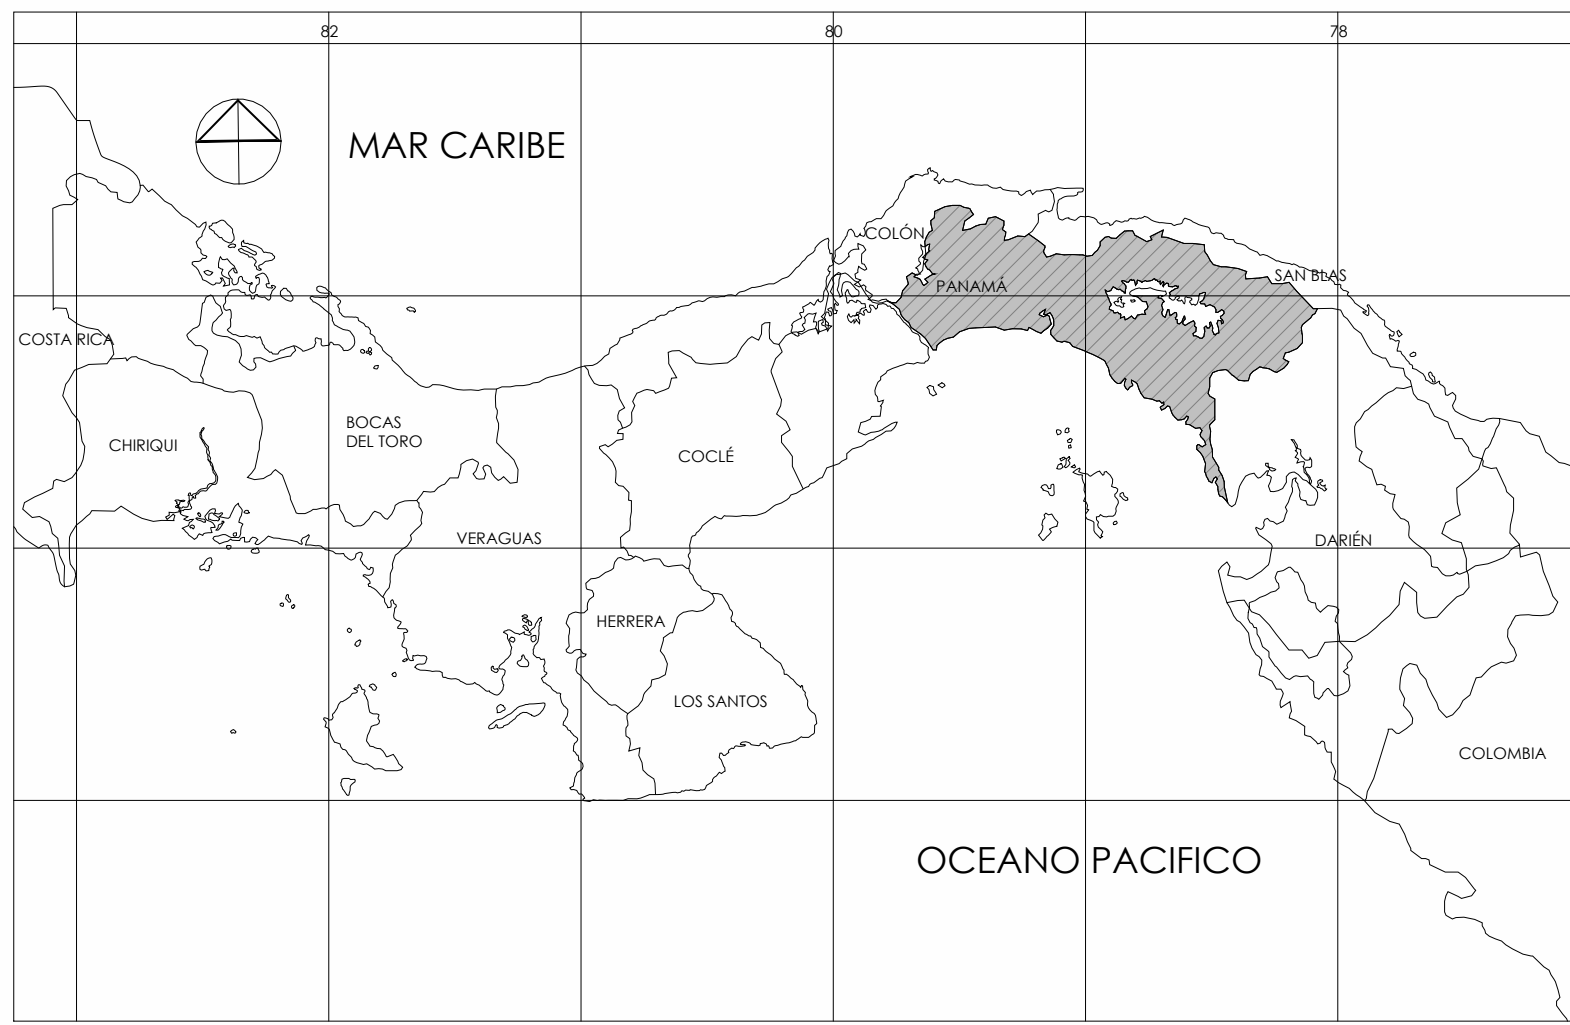 82
80
78
MAR CARIBE
COLÓN
SAN BLAS
PANAMÁ
COSTA RICA
BOCAS
DEL TORO
CHIRIQUI
COCLÉ
VERAGUAS
DARIÉN
HERRERA
LOS SANTOS
COLOMBIA
OCEANO PACIFICO